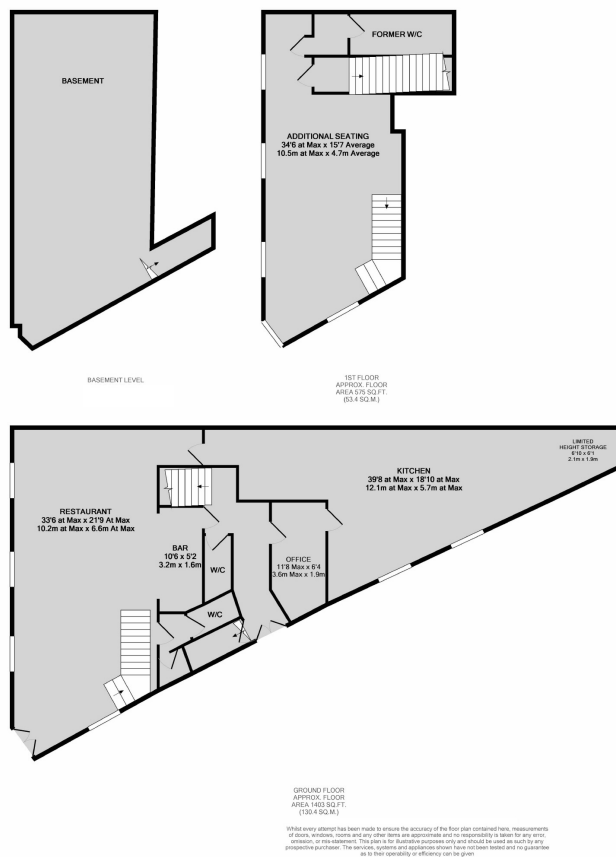 BASEMENT
FORMER W/C
ADDITIONAL SEATING
34'6 at Max x 15'7 Average
10.5m at Max x 4.7m Average
BASEMENT LEVEL
1ST FLOOR
APPROX. FLOOR
AREA 575 SQ.FT.
(53.4 SQ.M.)
LIMITED
HEIGHT STORAGE
6'10 x 6'1
2.1m x 1.9m
KITCHEN
39'8 at Max x 18'10 at Max
12.1m at Max x 5.7m at Max
RESTAURANT
33'6 at Max x 21'9 At Max
10.2m at Max x 6.6m At Max
BAR
10'6 x 5'2
3.2m x 1.6m
W/C
OFFICE
11'8 Max x 6'4
3.6m Max x 1.9m
W/C
GROUND FLOOR
APPROX. FLOOR
AREA 1403 SQ.FT.
(130.4 SQ.M.)
Whilst every attempt has been made to ensure the accuracy of the floor plan contained here, measurements
of doors, windows, rooms and any other items are approximate and no responsibility is taken for any error,
omission, or mis-statement. This plan is for illustrative purposes only and should be used as such by any
prospective purchaser. The services, systems and appliances shown have not been tested and no guarantee
as to their operability or efficiency can be given